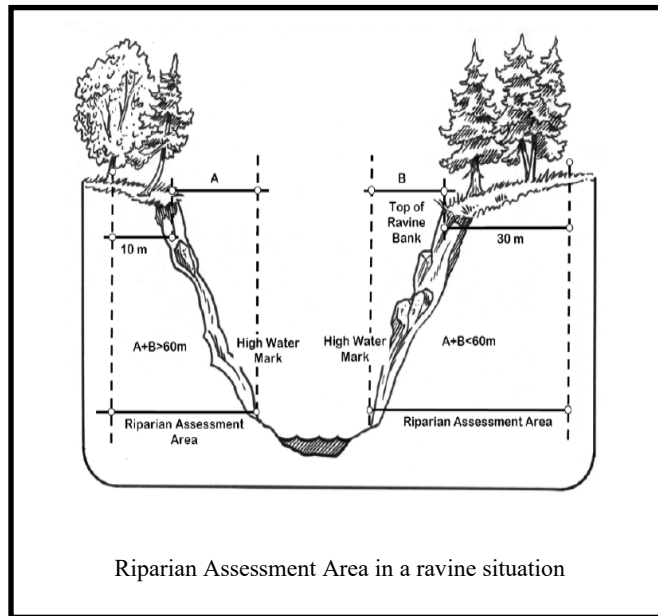 A
B
Top of
Ravine
Bank
10 m
30 m
High Water
Mark
High Water
Mark
A+B>60m
A+B<60m
Riparian Assessment
Area
Riparian Assessment Area
Riparian Assessment Area in a ravine situation